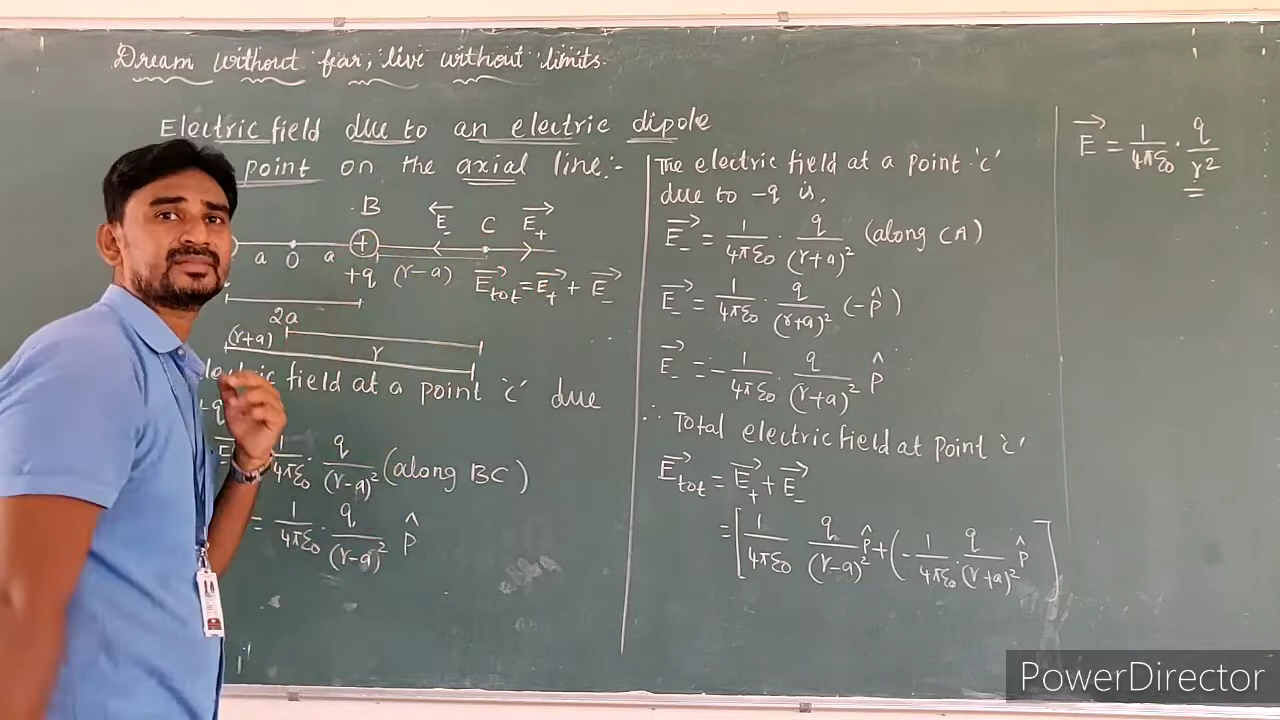 Dream without fear, live without limits.
Electric field due to an electric dipole
point on the axial line:-
B
E₋ →
C
E₊ →
a O a
+
+q (r-a)
E⃗tot = E⃗₊ + E⃗₋
2a
(r+a)
r
electric field at a point 'c' due
+q
E = 1/4πε₀ · q/(r-a)² (along BC)
= 1/4πε₀ · q/(r-a)² p̂
The electric field at a point 'c'
due to -q is,
E⃗₋ = 1/4πε₀ · q/(r+a)² (along CA)
E⃗₋ = 1/4πε₀ · q/(r+a)² (-p̂)
E⃗₋ = - 1/4πε₀ · q/(r+a)² p̂
∴ Total electric field at point 'c'
E⃗tot = E⃗₊ + E⃗₋
= [1/4πε₀ q/(r-a)² p̂ + (- 1/4πε₀ · q/(r+a)² p̂ ]
E⃗ = 1/4πε₀ · q/r²
PowerDirector